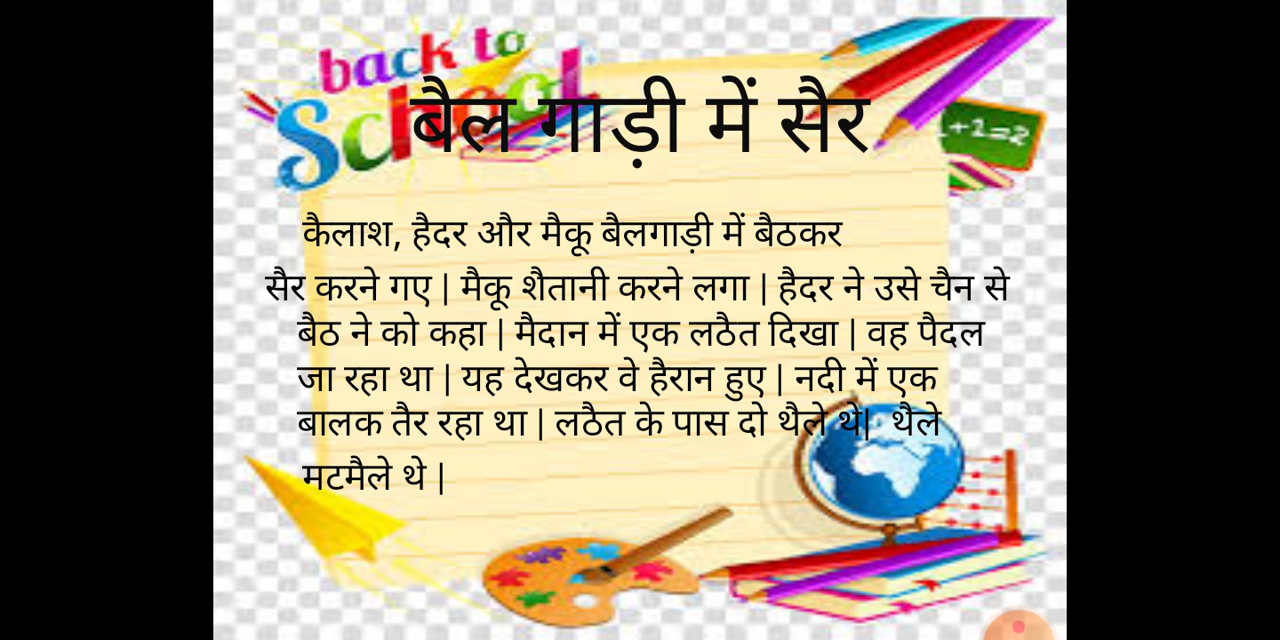 back to
School
बैल गाड़ी में सैर
1+1=2
कैलाश, हैदर और मैकू बैलगाड़ी में बैठकर
सैर करने गए | मैकू शैतानी करने लगा | हैदर ने उसे चैन से
बैठ ने को कहा | मैदान में एक लठैत दिखा | वह पैदल
जा रहा था | यह देखकर वे हैरान हुए | नदी में एक
बालक तैर रहा था | लठैत के पास दो थैले थे| थैले
मटमैले थे |